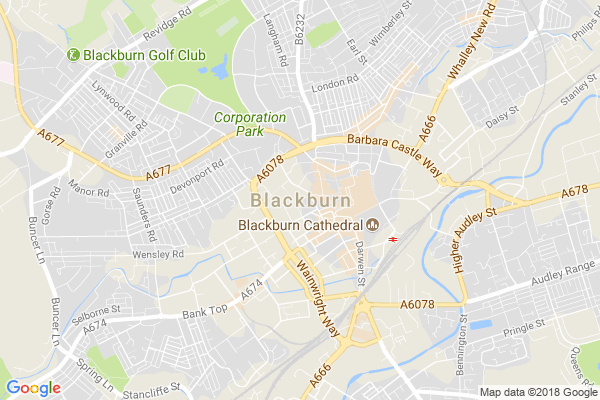 Revidge Rd
B6232
Langham Rd
Earl St
Wimberley St
Philips Rd
Whalley New Rd
Blackburn Golf Club
London Rd
Stanley St
Lynwood Rd
Daisy St
Corporation
Park
A666
A677
Granville Rd
Barbara Castle Way
A677
A6078
Devonport Rd
Manor Rd
Gorse Rd
Saunders Rd
A678
Blackburn
Higher Audley St
Blackburn Cathedral
Buncer Ln
Darwen St
Wensley Rd
Audley Range
A674
Wainwright Way
A6078
Buncer Ln
Selborne St
A674
Bank Top
Bennington St
Pringle St
Spring Ln
Stancliffe St
A666
Queens Rd
Google
Map data ©2018 Google